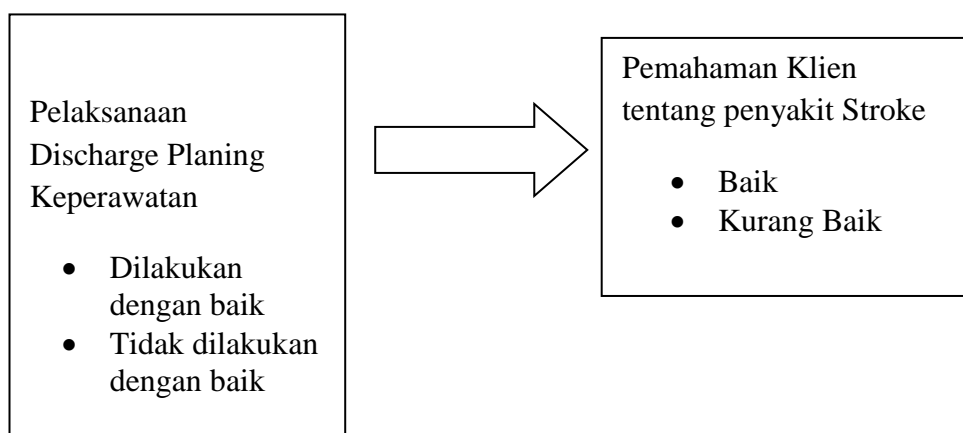 Pelaksanaan
Discharge Planing
Keperawatan
• Dilakukan
dengan baik
• Tidak dilakukan
dengan baik
Pemahaman Klien
tentang penyakit Stroke
• Baik
• Kurang Baik